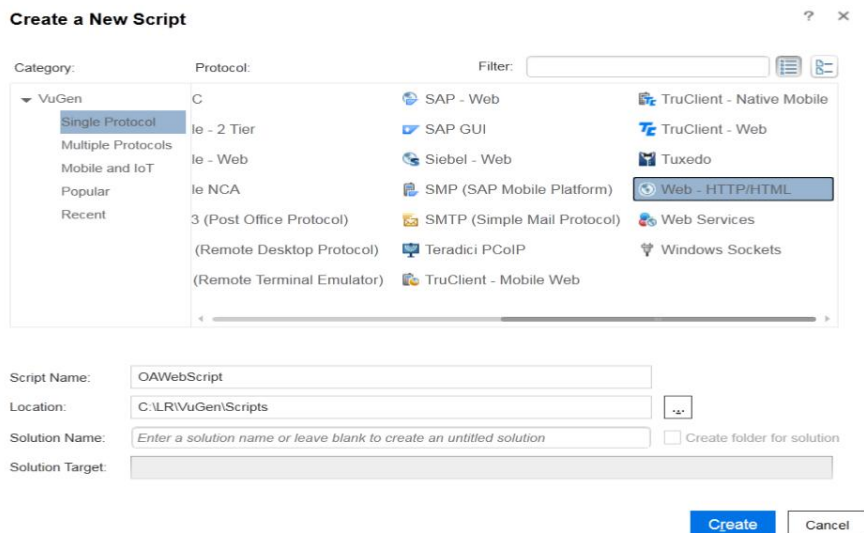 Create a New Script
? ×
Category:
Protocol:
Filter:
VuGen
Single Protocol
Multiple Protocols
Mobile and IoT
Popular
Recent
C
le - 2 Tier
le - Web
le NCA
3 (Post Office Protocol)
(Remote Desktop Protocol)
(Remote Terminal Emulator)
SAP - Web
SAP GUI
Siebel - Web
SMP (SAP Mobile Platform)
SMTP (Simple Mail Protocol)
Teradici PCoIP
TruClient - Mobile Web
TruClient - Native Mobile
TruClient - Web
Tuxedo
Web - HTTP/HTML
Web Services
Windows Sockets
Script Name: OAWebScript
Location: C:\LR\VuGen\Scripts
...
Solution Name: Enter a solution name or leave blank to create an untitled solution
Create folder for solution
Solution Target:
Create
Cancel